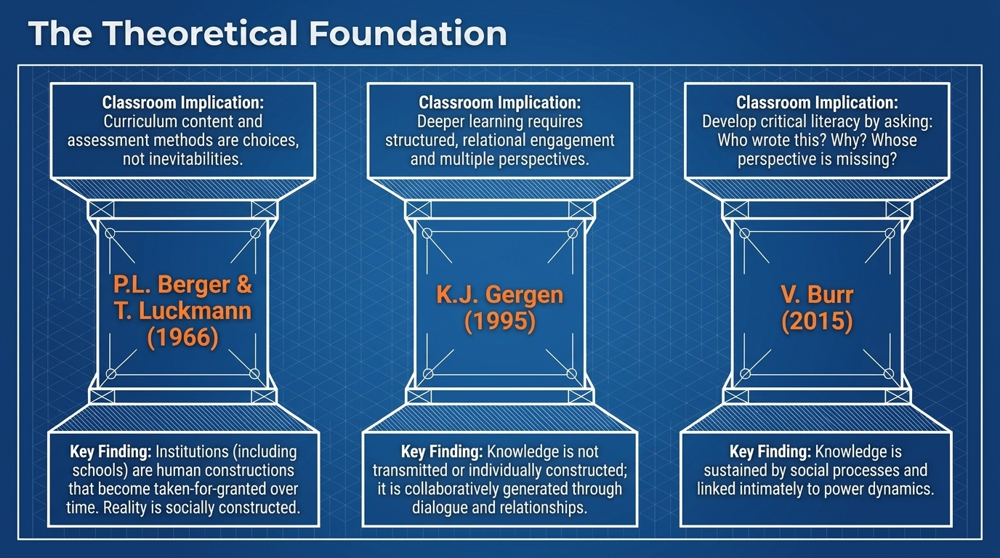 The Theoretical Foundation
Classroom Implication:
Curriculum content and
assessment methods are choices,
not inevitabilities.
P.L. Berger &
T. Luckmann
(1966)
Key Finding: Institutions (including
schools) are human constructions
that become taken-for-granted over
time. Reality is socially constructed.
Classroom Implication:
Deeper learning requires
structured, relational engagement
and multiple perspectives.
K.J. Gergen
(1995)
Key Finding: Knowledge is not
transmitted or individually constructed;
it is collaboratively generated through
dialogue and relationships.
Classroom Implication:
Develop critical literacy by asking:
Who wrote this? Why? Whose
perspective is missing?
V. Burr
(2015)
Key Finding: Knowledge is
sustained by social processes and
linked intimately to power dynamics.